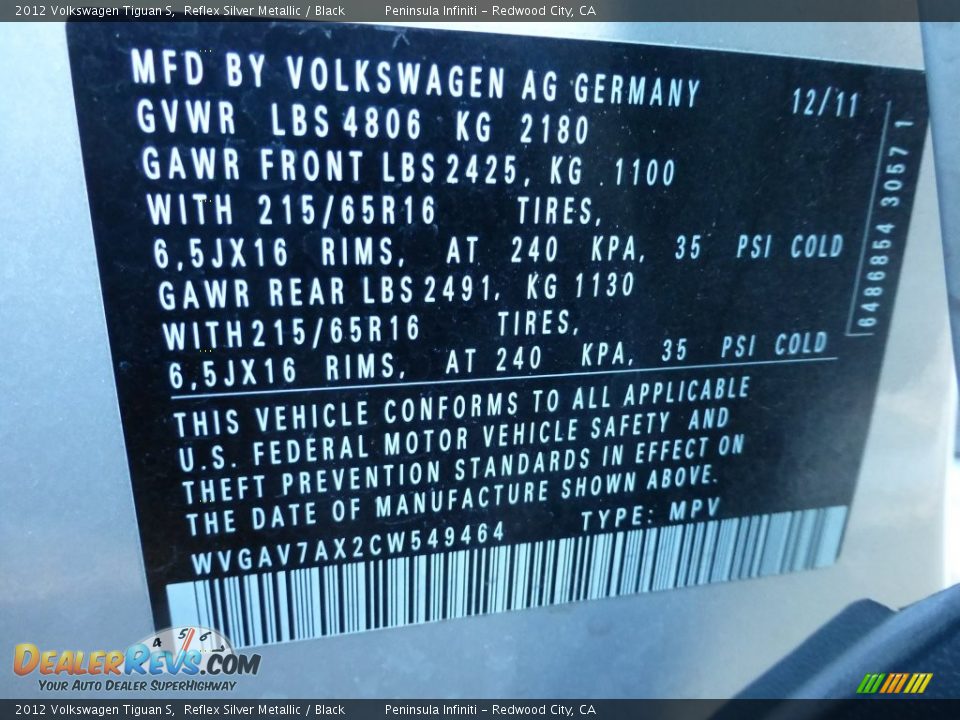 2012 Volkswagen Tiguan S, Reflex Silver Metallic / Black Peninsula Infiniti - Redwood City, CA
MFD BY VOLKSWAGEN AG GERMANY 12/11
GVWR LBS 4806 KG 2180
GAWR FRONT LBS 2425, KG 1100
WITH 215/65R16 TIRES,
6,5JX16 RIMS, AT 240 KPA, 35 PSI COLD
GAWR REAR LBS 2491, KG 1130
WITH 215/65R16 TIRES,
6,5JX16 RIMS, AT 240 KPA, 35 PSI COLD
6486854 3057 1
THIS VEHICLE CONFORMS TO ALL APPLICABLE
U.S. FEDERAL MOTOR VEHICLE SAFETY AND
THEFT PREVENTION STANDARDS IN EFFECT ON
THE DATE OF MANUFACTURE SHOWN ABOVE.
WVGAV7AX2CW549464 TYPE: MPV
4 5 6
DEALERREVS.COM
YOUR AUTO DEALER SUPERHIGHWAY
2012 Volkswagen Tiguan S, Reflex Silver Metallic / Black Peninsula Infiniti - Redwood City, CA